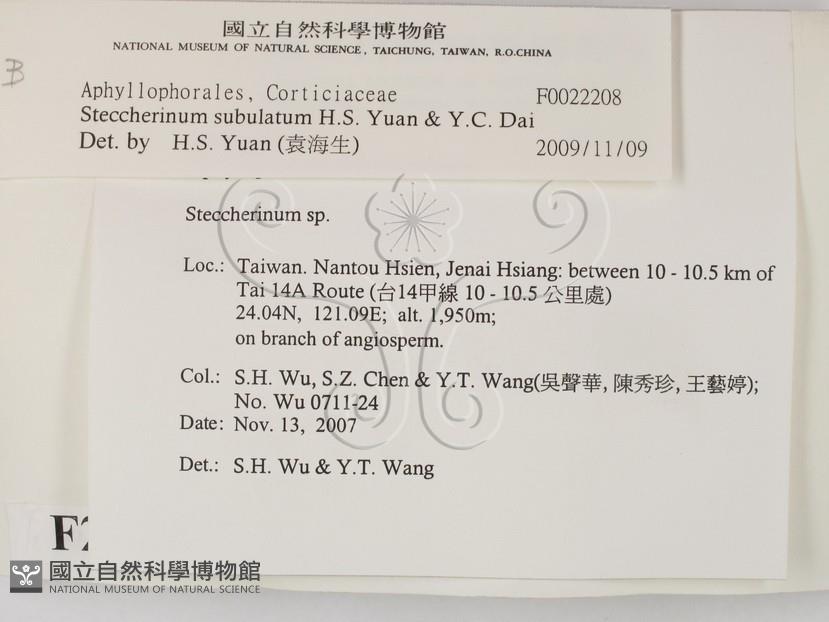 國立自然科學博物館
NATIONAL MUSEUM OF NATURAL SCIENCE, TAICHUNG, TAIWAN, R.O.CHINA
B
Aphyllophorales, Corticiaceae F0022208
Steccherinum subulatum H.S. Yuan & Y.C. Dai
Det. by H.S. Yuan (袁海生) 2009/11/09
Steccherinum sp.
Loc.: Taiwan. Nantou Hsien, Jenai Hsiang: between 10 - 10.5 km of
Tai 14A Route (台14甲線 10 - 10.5 公里處)
24.04N, 121.09E; alt. 1,950m;
on branch of angiosperm.
Col.: S.H. Wu, S.Z. Chen & Y.T. Wang(吳聲華, 陳秀珍, 王藝婷);
No. Wu 0711-24
Date: Nov. 13, 2007
Det.: S.H. Wu & Y.T. Wang
國立自然科學博物館
NATIONAL MUSEUM OF NATURAL SCIENCE